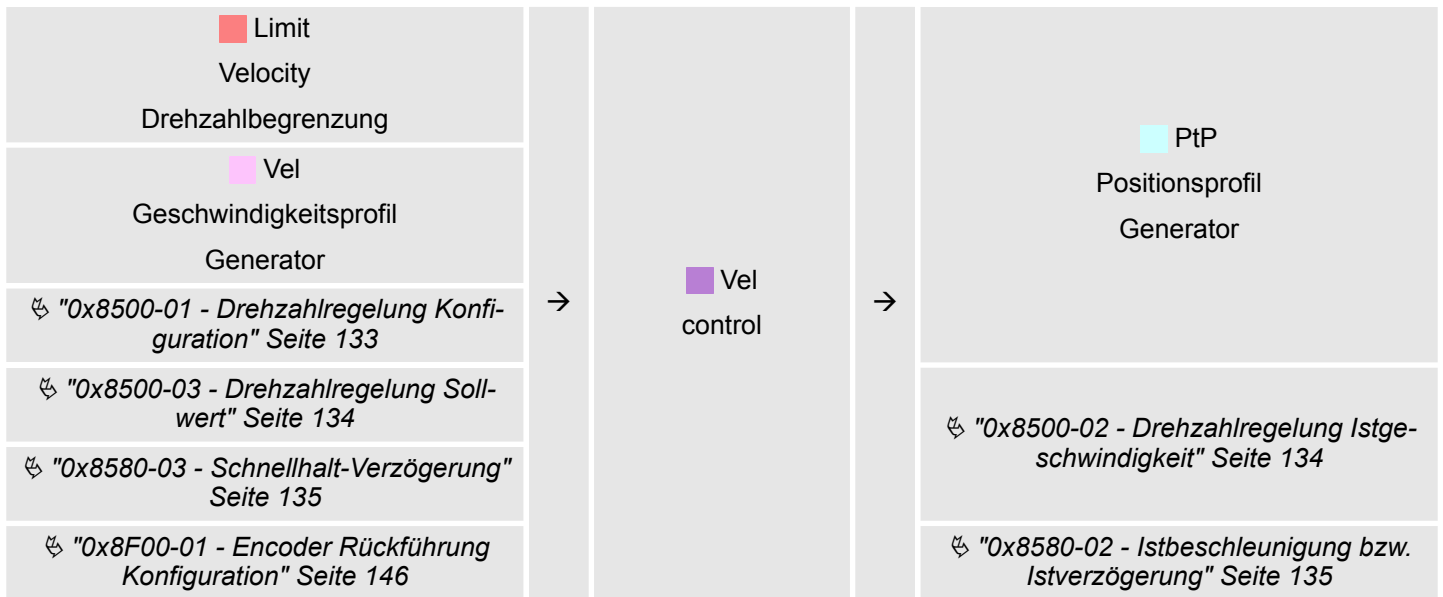 Limit
Velocity
Drehzahlbegrenzung
Vel
Geschwindigkeitsprofil
Generator
↳ "0x8500-01 - Drehzahlregelung Konfi-
guration" Seite 133
↳ "0x8500-03 - Drehzahlregelung Soll-
wert" Seite 134
↳ "0x8580-03 - Schnellhalt-Verzögerung"
Seite 135
↳ "0x8F00-01 - Encoder Rückführung
Konfiguration" Seite 146
→
Vel
control
→
PtP
Positionsprofil
Generator
↳ "0x8500-02 - Drehzahlregelung Istge-
schwindigkeit" Seite 134
↳ "0x8580-02 - Istbeschleunigung bzw.
Istverzögerung" Seite 135